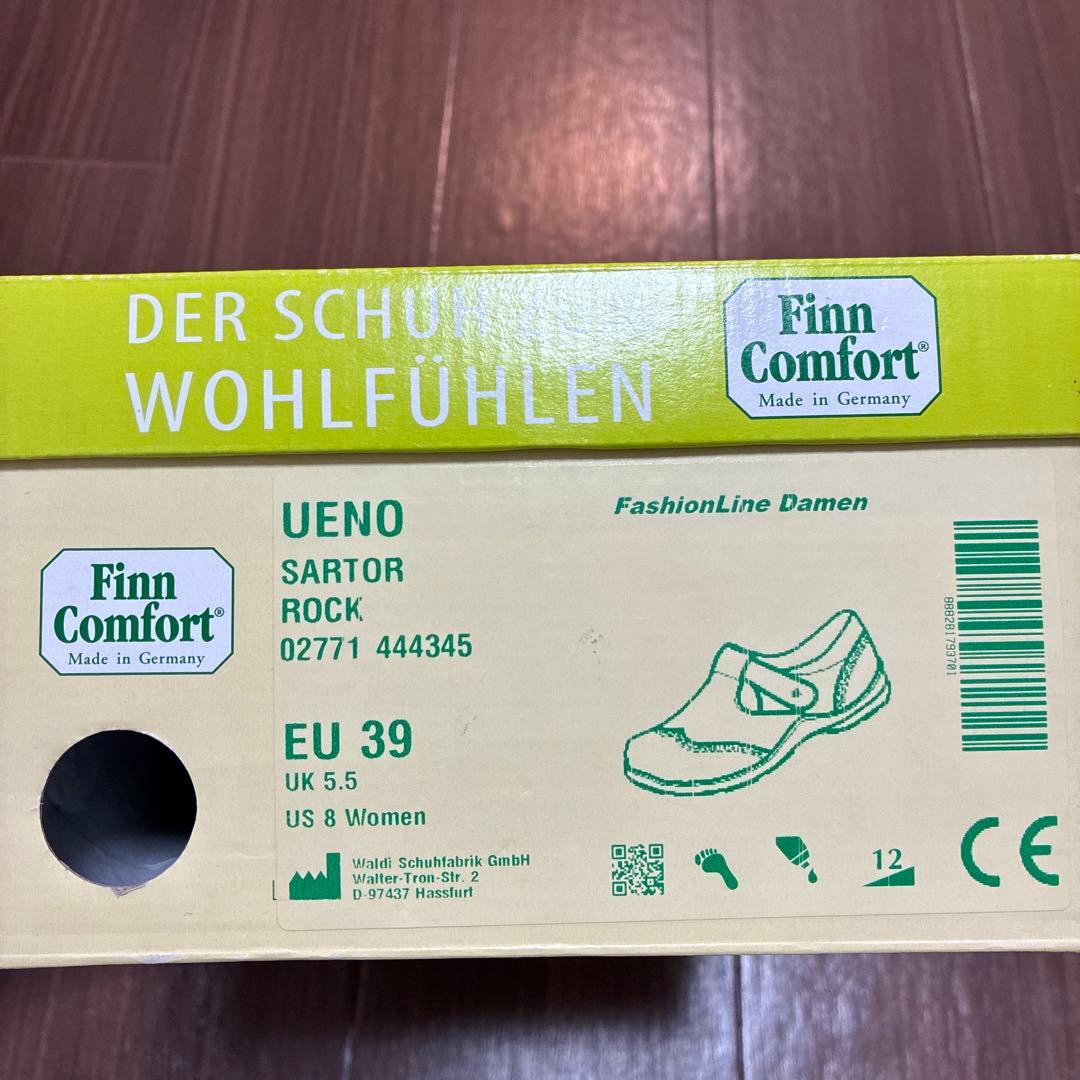 DER SCHUH ZUM
WOHLFÜHLEN
Finn
Comfort®
Made in Germany
Finn
Comfort®
Made in Germany
UENO
SARTOR
ROCK
02771 444345
EU 39
UK 5.5
US 8 Women
Waldi Schuhfabrik GmbH
Walter-Tron-Str. 2
D-97437 Hassfurt
FashionLine Damen
888281793701
12
CE